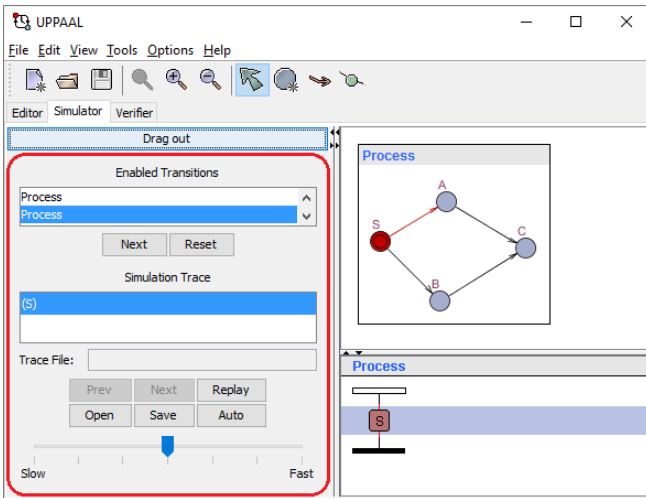 UPPAAL
File Edit View Tools Options Help
Editor Simulator Verifier
Drag out
Enabled Transitions
Process
Process
Next Reset
Simulation Trace
(S)
Trace File:
Prev Next Replay
Open Save Auto
Slow Fast
Process
A
S
C
B
Process
S